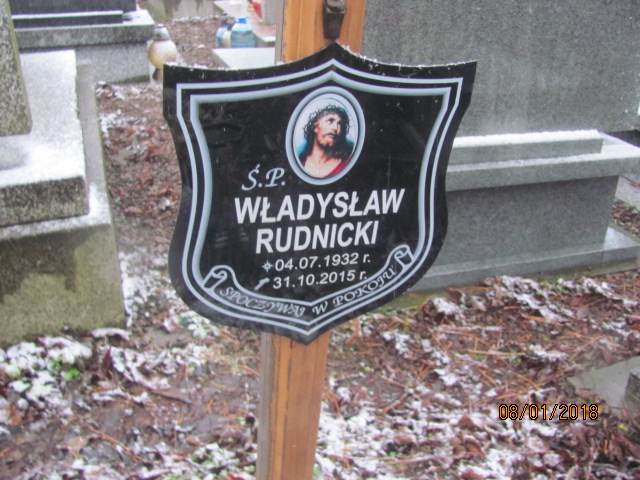 Ś.P.
WŁADYSŁAW
RUDNICKI
04.07.1932 r.
31.10.2015 r.
SPOCZYWAJ W POKOJU
08/01/2018